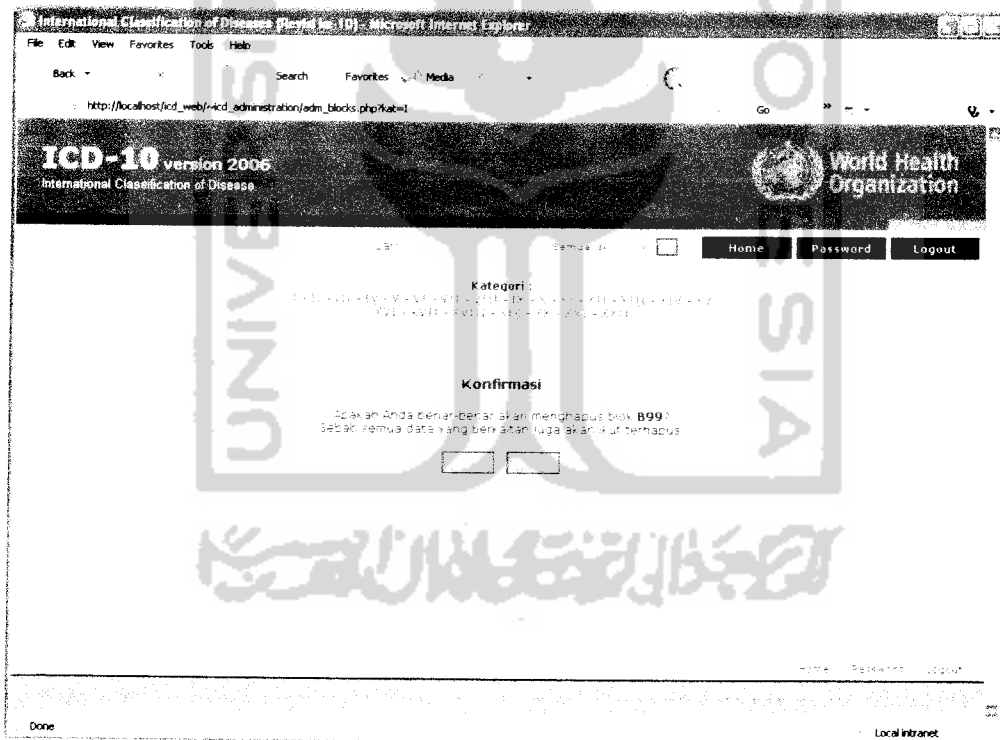 International Classification of Diseases (Revisi ke 10) - Microsoft Internet Explorer
File Edit View Favorites Tools Help
Back Search Favorites Media
http://localhost/icd_web/~icd_administration/adm_blocks.php?kat=I Go
ICD-10 version 2006
International Classification of Disease
World Health
Organization
Home Password Logout
Kategori :
Konfirmasi
Apakah Anda benar-benar akan menghapus blok B99?
Sebab semua data yang berkaitan juga akan ikut terhapus
Home Password Logout
Done Local intranet